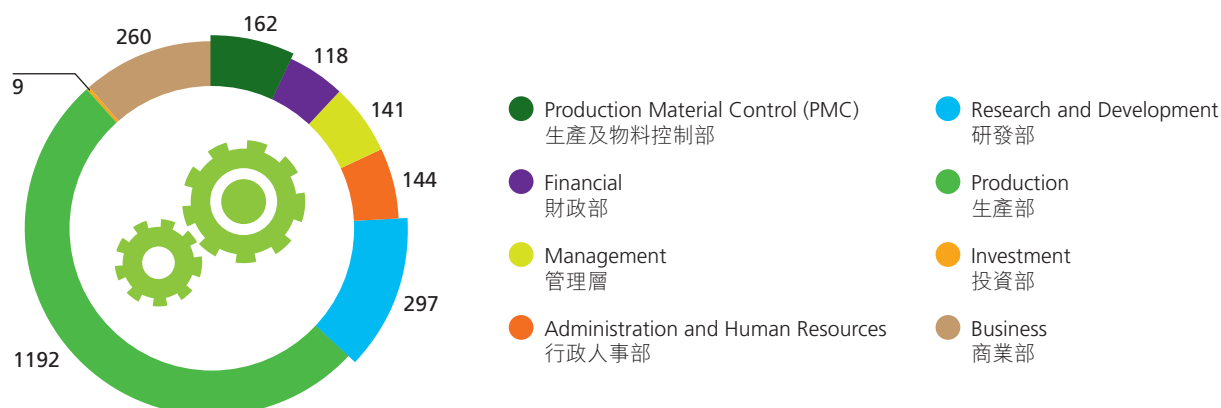 260
162
118
9
141
144
297
1192
Production Material Control (PMC)
生產及物料控制部
Financial
財政部
Management
管理層
Administration and Human Resources
行政人事部
Research and Development
研發部
Production
生產部
Investment
投資部
Business
商業部